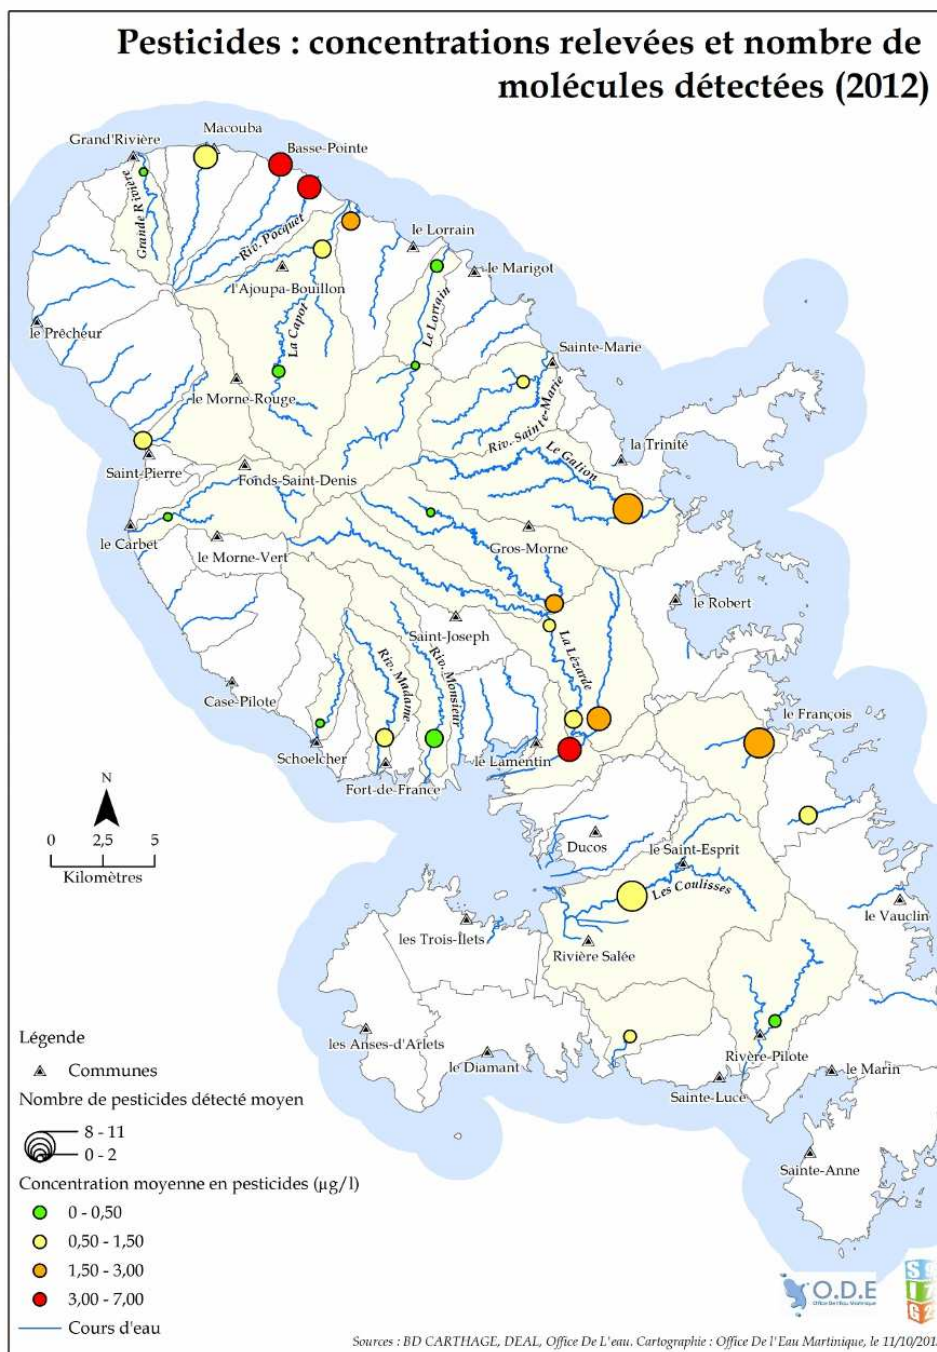 Pesticides : concentrations relevées et nombre de
molécules détectées (2012)
Macouba
Grand'Rivière
Basse-Pointe
Grande Rivière
Riv. Pocquet
le Lorrain
le Marigot
l'Ajoupa-Bouillon
Le Lorrain
La Capot
le Prêcheur
Sainte-Marie
le Morne-Rouge
Riv. Sainte-Marie
la Trinité
Le Galion
Saint-Pierre
Fonds-Saint-Denis
le Carbet
le Morne-Vert
Gros-Morne
le Robert
Saint-Joseph
La Lézarde
Riv. Madame
Riv. Monsieur
Case-Pilote
le François
Schoelcher
le Lamentin
Fort-de-France
N
0 2,5 5
Kilomètres
Ducos
le Saint-Esprit
Les Coulisses
le Vauclin
les Trois-Îlets
Rivière Salée
les Anses-d'Arlets
le Diamant
Rivère-Pilote
le Marin
Sainte-Luce
Sainte-Anne
Légende
Communes
Nombre de pesticides détecté moyen
8 - 11
0 - 2
Concentration moyenne en pesticides (µg/l)
0 - 0,50
0,50 - 1,50
1,50 - 3,00
3,00 - 7,00
Cours d'eau
O.D.E
Office De l'Eau Martinique
S 9
I 7
G 2
Sources : BD CARTHAGE, DEAL, Office De L'eau. Cartographie : Office De l'Eau Martinique, le 11/10/201